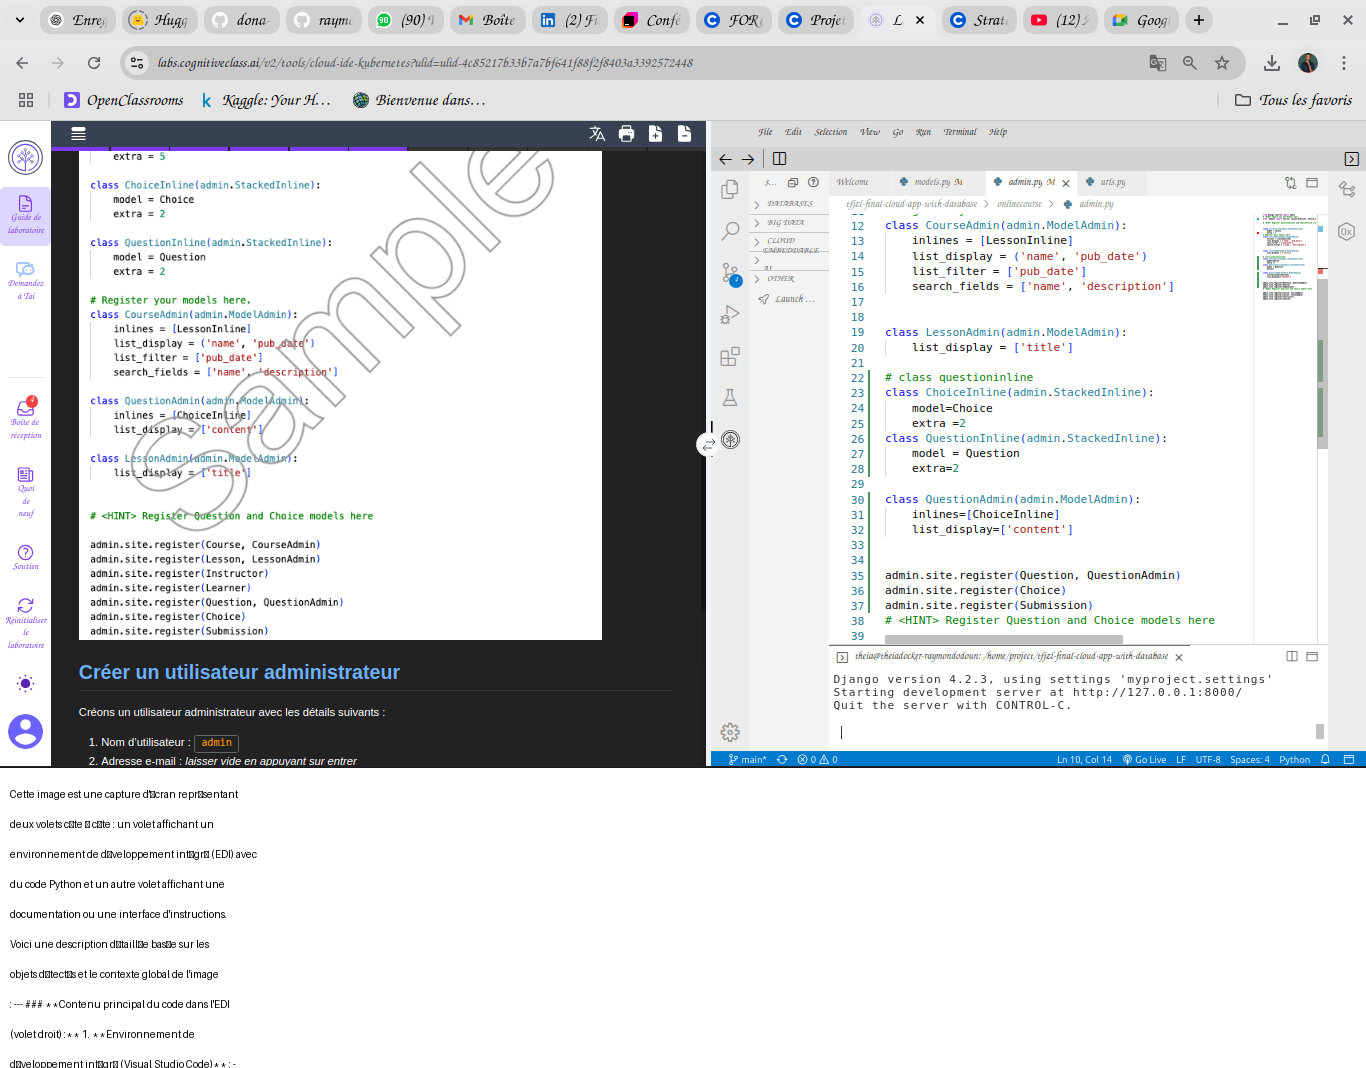 Enreg
Hugg
dona-
raymo
(90)
Boîte
(2) Fi
Confé
FOR
Projet
L
Strate
(12)
Goog
labs.cognitiveclass.ai/v2/tools/cloud-ide-kubernetes?ulid=ulid-4c85217b33b7a7bf641f88f2f8403a3392572448
OpenClassrooms
Kaggle: Your H...
Bienvenue dans...
Tous les favoris
Guide de
laboratoire
Demandez
à Tai
4
Boîte de
réception
Quoi
de
neuf
Soutien
Réinitialiser
le
laboratoire
extra = 5
class ChoiceInline(admin.StackedInline):
model = Choice
extra = 2
class QuestionInline(admin.StackedInline):
model = Question
extra = 2
# Register your models here.
class CourseAdmin(admin.ModelAdmin):
inlines = [LessonInline]
list_display = ('name', 'pub_date')
list_filter = ['pub_date']
search_fields = ['name', 'description']
class QuestionAdmin(admin.ModelAdmin):
inlines = [ChoiceInline]
list_display = ['content']
class LessonAdmin(admin.ModelAdmin):
list_display = ['title']
# <HINT> Register Question and Choice models here
admin.site.register(Course, CourseAdmin)
admin.site.register(Lesson, LessonAdmin)
admin.site.register(Instructor)
admin.site.register(Learner)
admin.site.register(Question, QuestionAdmin)
admin.site.register(Choice)
admin.site.register(Submission)
Sample
Créer un utilisateur administrateur
Créons un utilisateur administrateur avec les détails suivants :
1. Nom d'utilisateur : admin
2. Adresse e-mail : laisser vide en appuyant sur entrer
File Edit Selection View Go Run Terminal Help
S...
DATABASES
BIG DATA
CLOUD
EMBEDDABLE
AI
OTHER
Launch ...
Welcome
models.py M
admin.py M
urls.py
tfjzl-final-cloud-app-with-database > onlinecourse > admin.py
12 class CourseAdmin(admin.ModelAdmin):
13 inlines = [LessonInline]
14 list_display = ('name', 'pub_date')
15 list_filter = ['pub_date']
16 search_fields = ['name', 'description']
17
18
19 class LessonAdmin(admin.ModelAdmin):
20 list_display = ['title']
21
22 # class questioninline
23 class ChoiceInline(admin.StackedInline):
24 model=Choice
25 extra =2
26 class QuestionInline(admin.StackedInline):
27 model = Question
28 extra=2
29
30 class QuestionAdmin(admin.ModelAdmin):
31 inlines=[ChoiceInline]
32 list_display=['content']
33
34
35 admin.site.register(Question, QuestionAdmin)
36 admin.site.register(Choice)
37 admin.site.register(Submission)
38 # <HINT> Register Question and Choice models here
39
theia@theiadocker-raymondodoun: /home/project/tfjzl-final-cloud-app-with-database
Django version 4.2.3, using settings 'myproject.settings'
Starting development server at http://127.0.0.1:8000/
Quit the server with CONTROL-C.
main* 0 0 Ln 10, Col 14 Go Live LF UTF-8 Spaces: 4 Python
Cette image est une capture d'□cran repr□sentant
deux volets c□te □ c□te : un volet affichant un
environnement de d□veloppement int□gr□ (EDI) avec
du code Python et un autre volet affichant une
documentation ou une interface d'instructions.
Voici une description d□taill□e bas□e sur les
objets d□tect□s et le contexte global de l'image
: --- ### **Contenu principal du code dans l'EDI
(volet droit) :** 1. **Environnement de
d□veloppement int□gr□ (Visual Studio Code)** : -